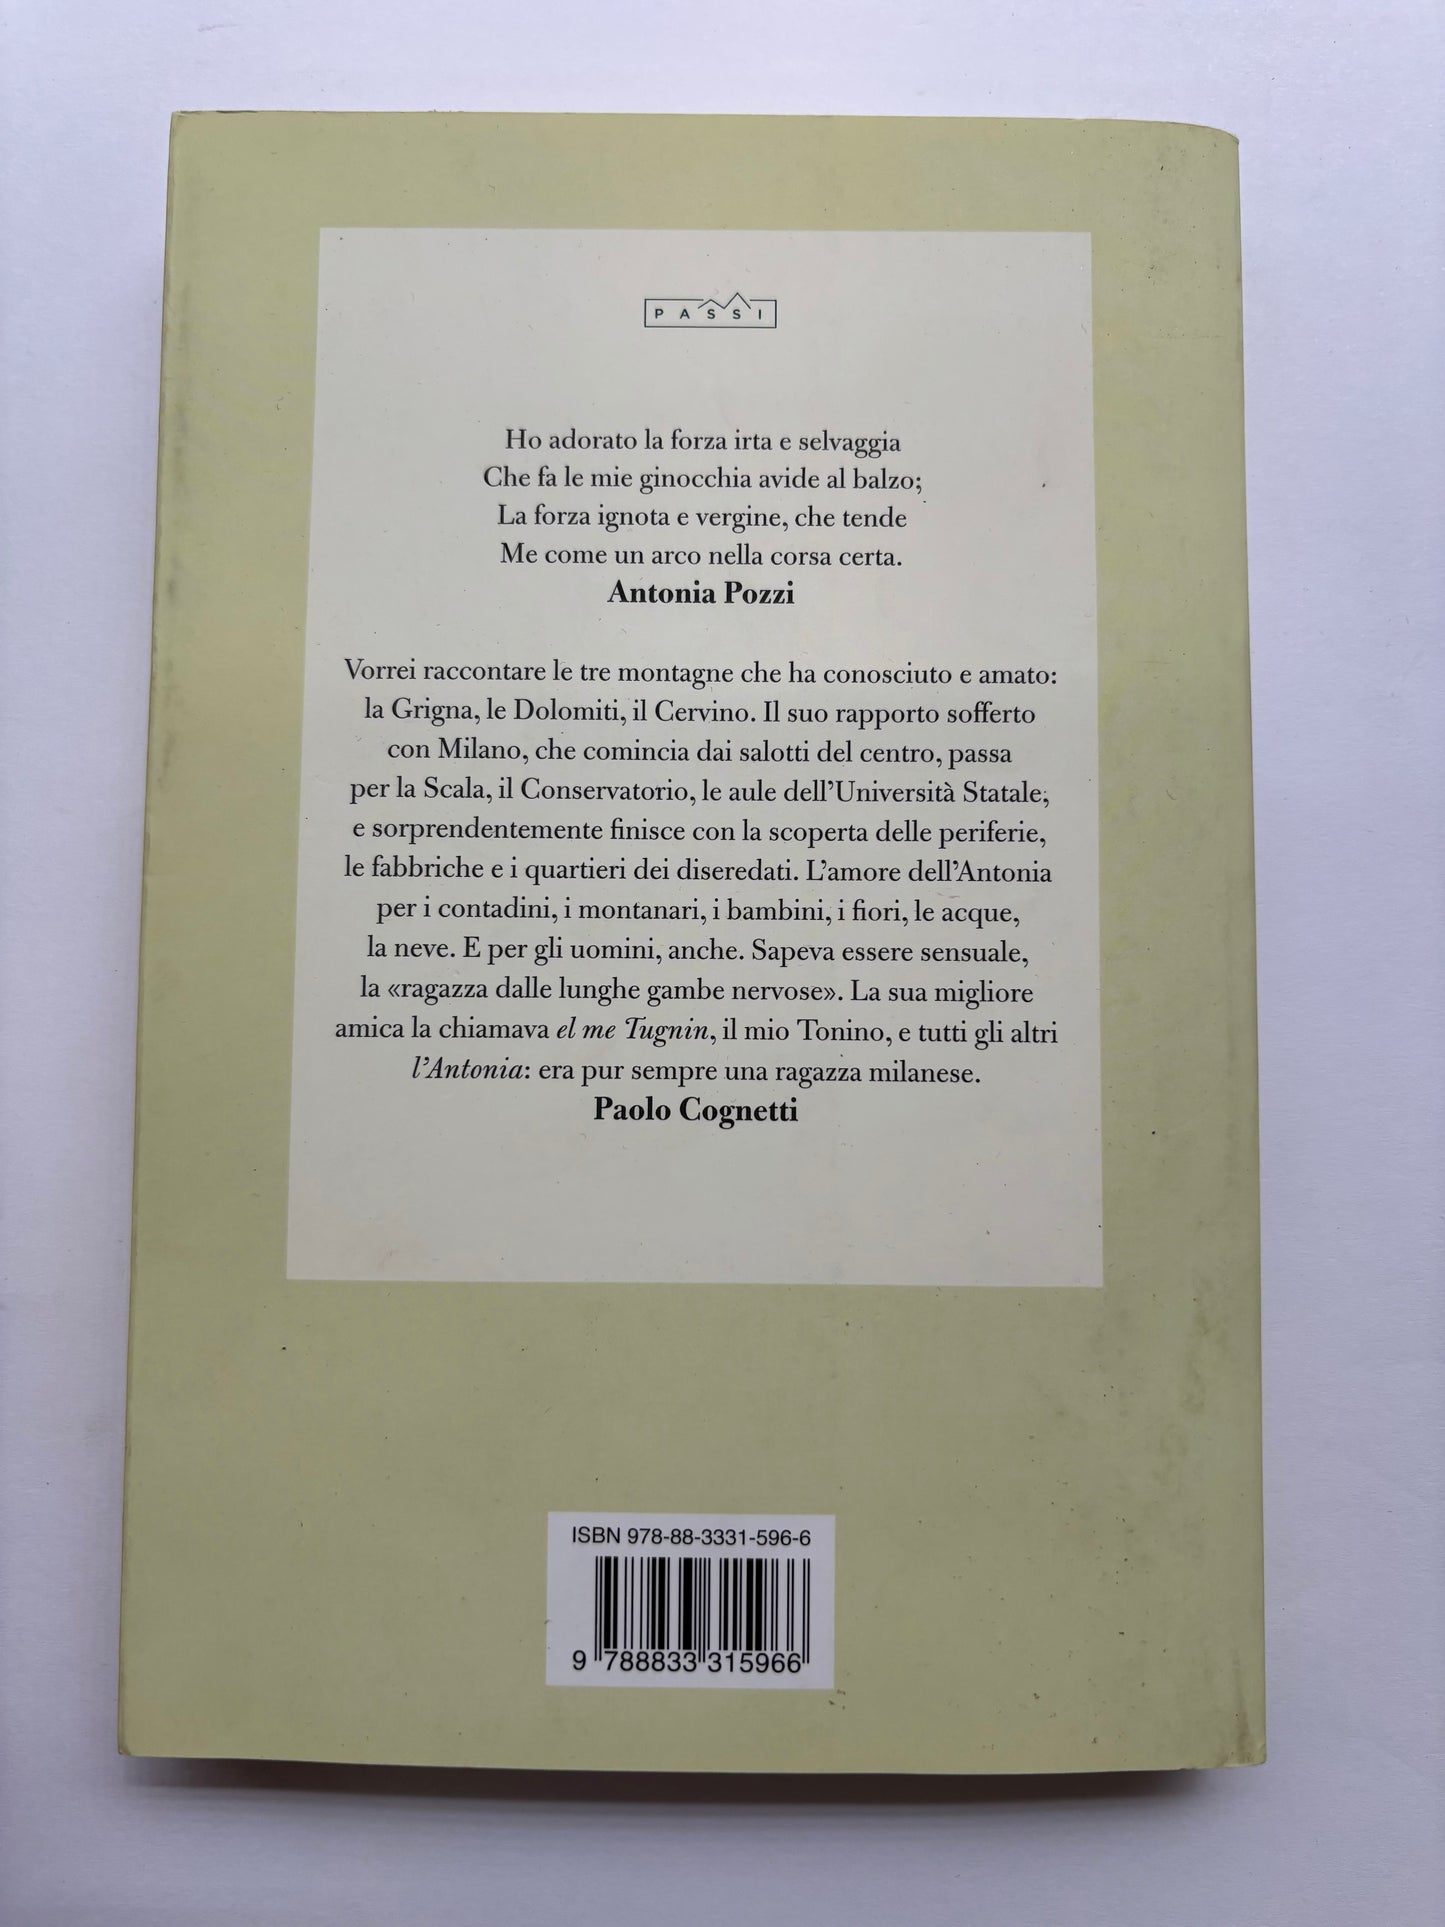 PASSI
Ho adorato la forza irta e selvaggia
Che fa le mie ginocchia avide al balzo;
La forza ignota e vergine, che tende
Me come un arco nella corsa certa.
Antonia Pozzi
Vorrei raccontare le tre montagne che ha conosciuto e amato:
la Grigna, le Dolomiti, il Cervino. Il suo rapporto sofferto
con Milano, che comincia dai salotti del centro, passa
per la Scala, il Conservatorio, le aule dell’Università Statale,
e sorprendentemente finisce con la scoperta delle periferie,
le fabbriche e i quartieri dei diseredati. L’amore dell’Antonia
per i contadini, i montanari, i bambini, i fiori, le acque,
la neve. E per gli uomini, anche. Sapeva essere sensuale,
la «ragazza dalle lunghe gambe nervose». La sua migliore
amica la chiamava el me Tugnin, il mio Tonino, e tutti gli altri
l’Antonia: era pur sempre una ragazza milanese.
Paolo Cognetti
ISBN 978-88-3331-596-6
9 788833 315966